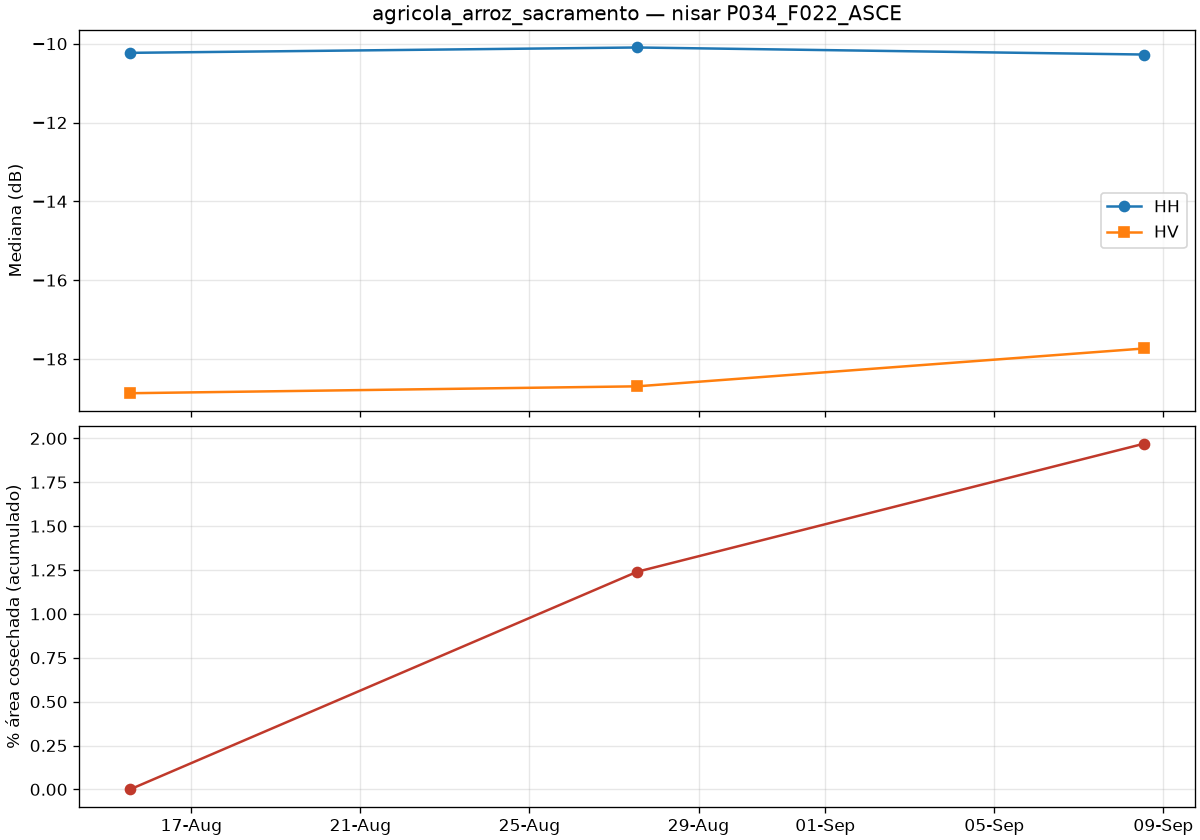 agricola_arroz_sacramento — nisar P034_F022_ASCE
Mediana (dB)
−10
−12
−14
−16
−18
HH
HV
% área cosechada (acumulado)
2.00
1.75
1.50
1.25
1.00
0.75
0.50
0.25
0.00
17-Aug 21-Aug 25-Aug 29-Aug 01-Sep 05-Sep 09-Sep